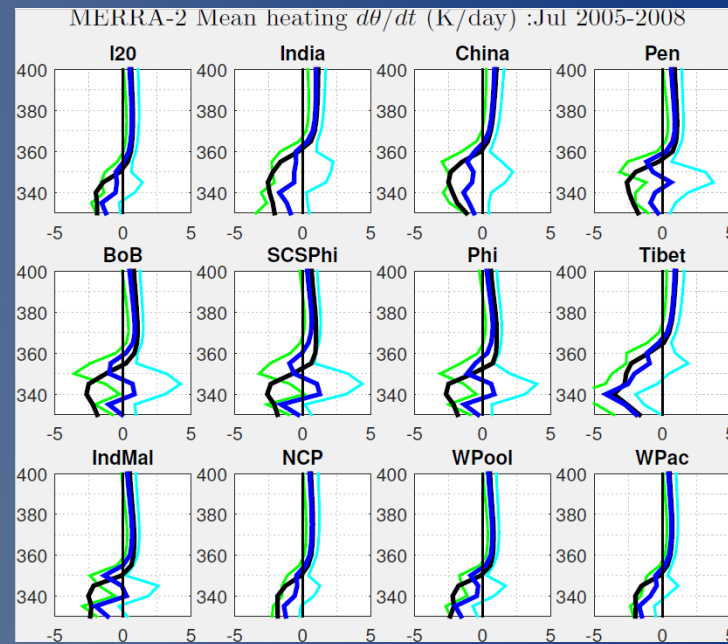 MERRA-2 Mean heating dθ/dt (K/day) :Jul 2005-2008
I20 India China Pen
400 400 400 400
380 380 380 380
360 360 360 360
340 340 340 340
-5 0 5 -5 0 5 -5 0 5 -5 0 5
BoB SCSPhi Phi Tibet
400 400 400 400
380 380 380 380
360 360 360 360
340 340 340 340
-5 0 5 -5 0 5 -5 0 5 -5 0 5
IndMal NCP WPool WPac
400 400 400 400
380 380 380 380
360 360 360 360
340 340 340 340
-5 0 5 -5 0 5 -5 0 5 -5 0 5